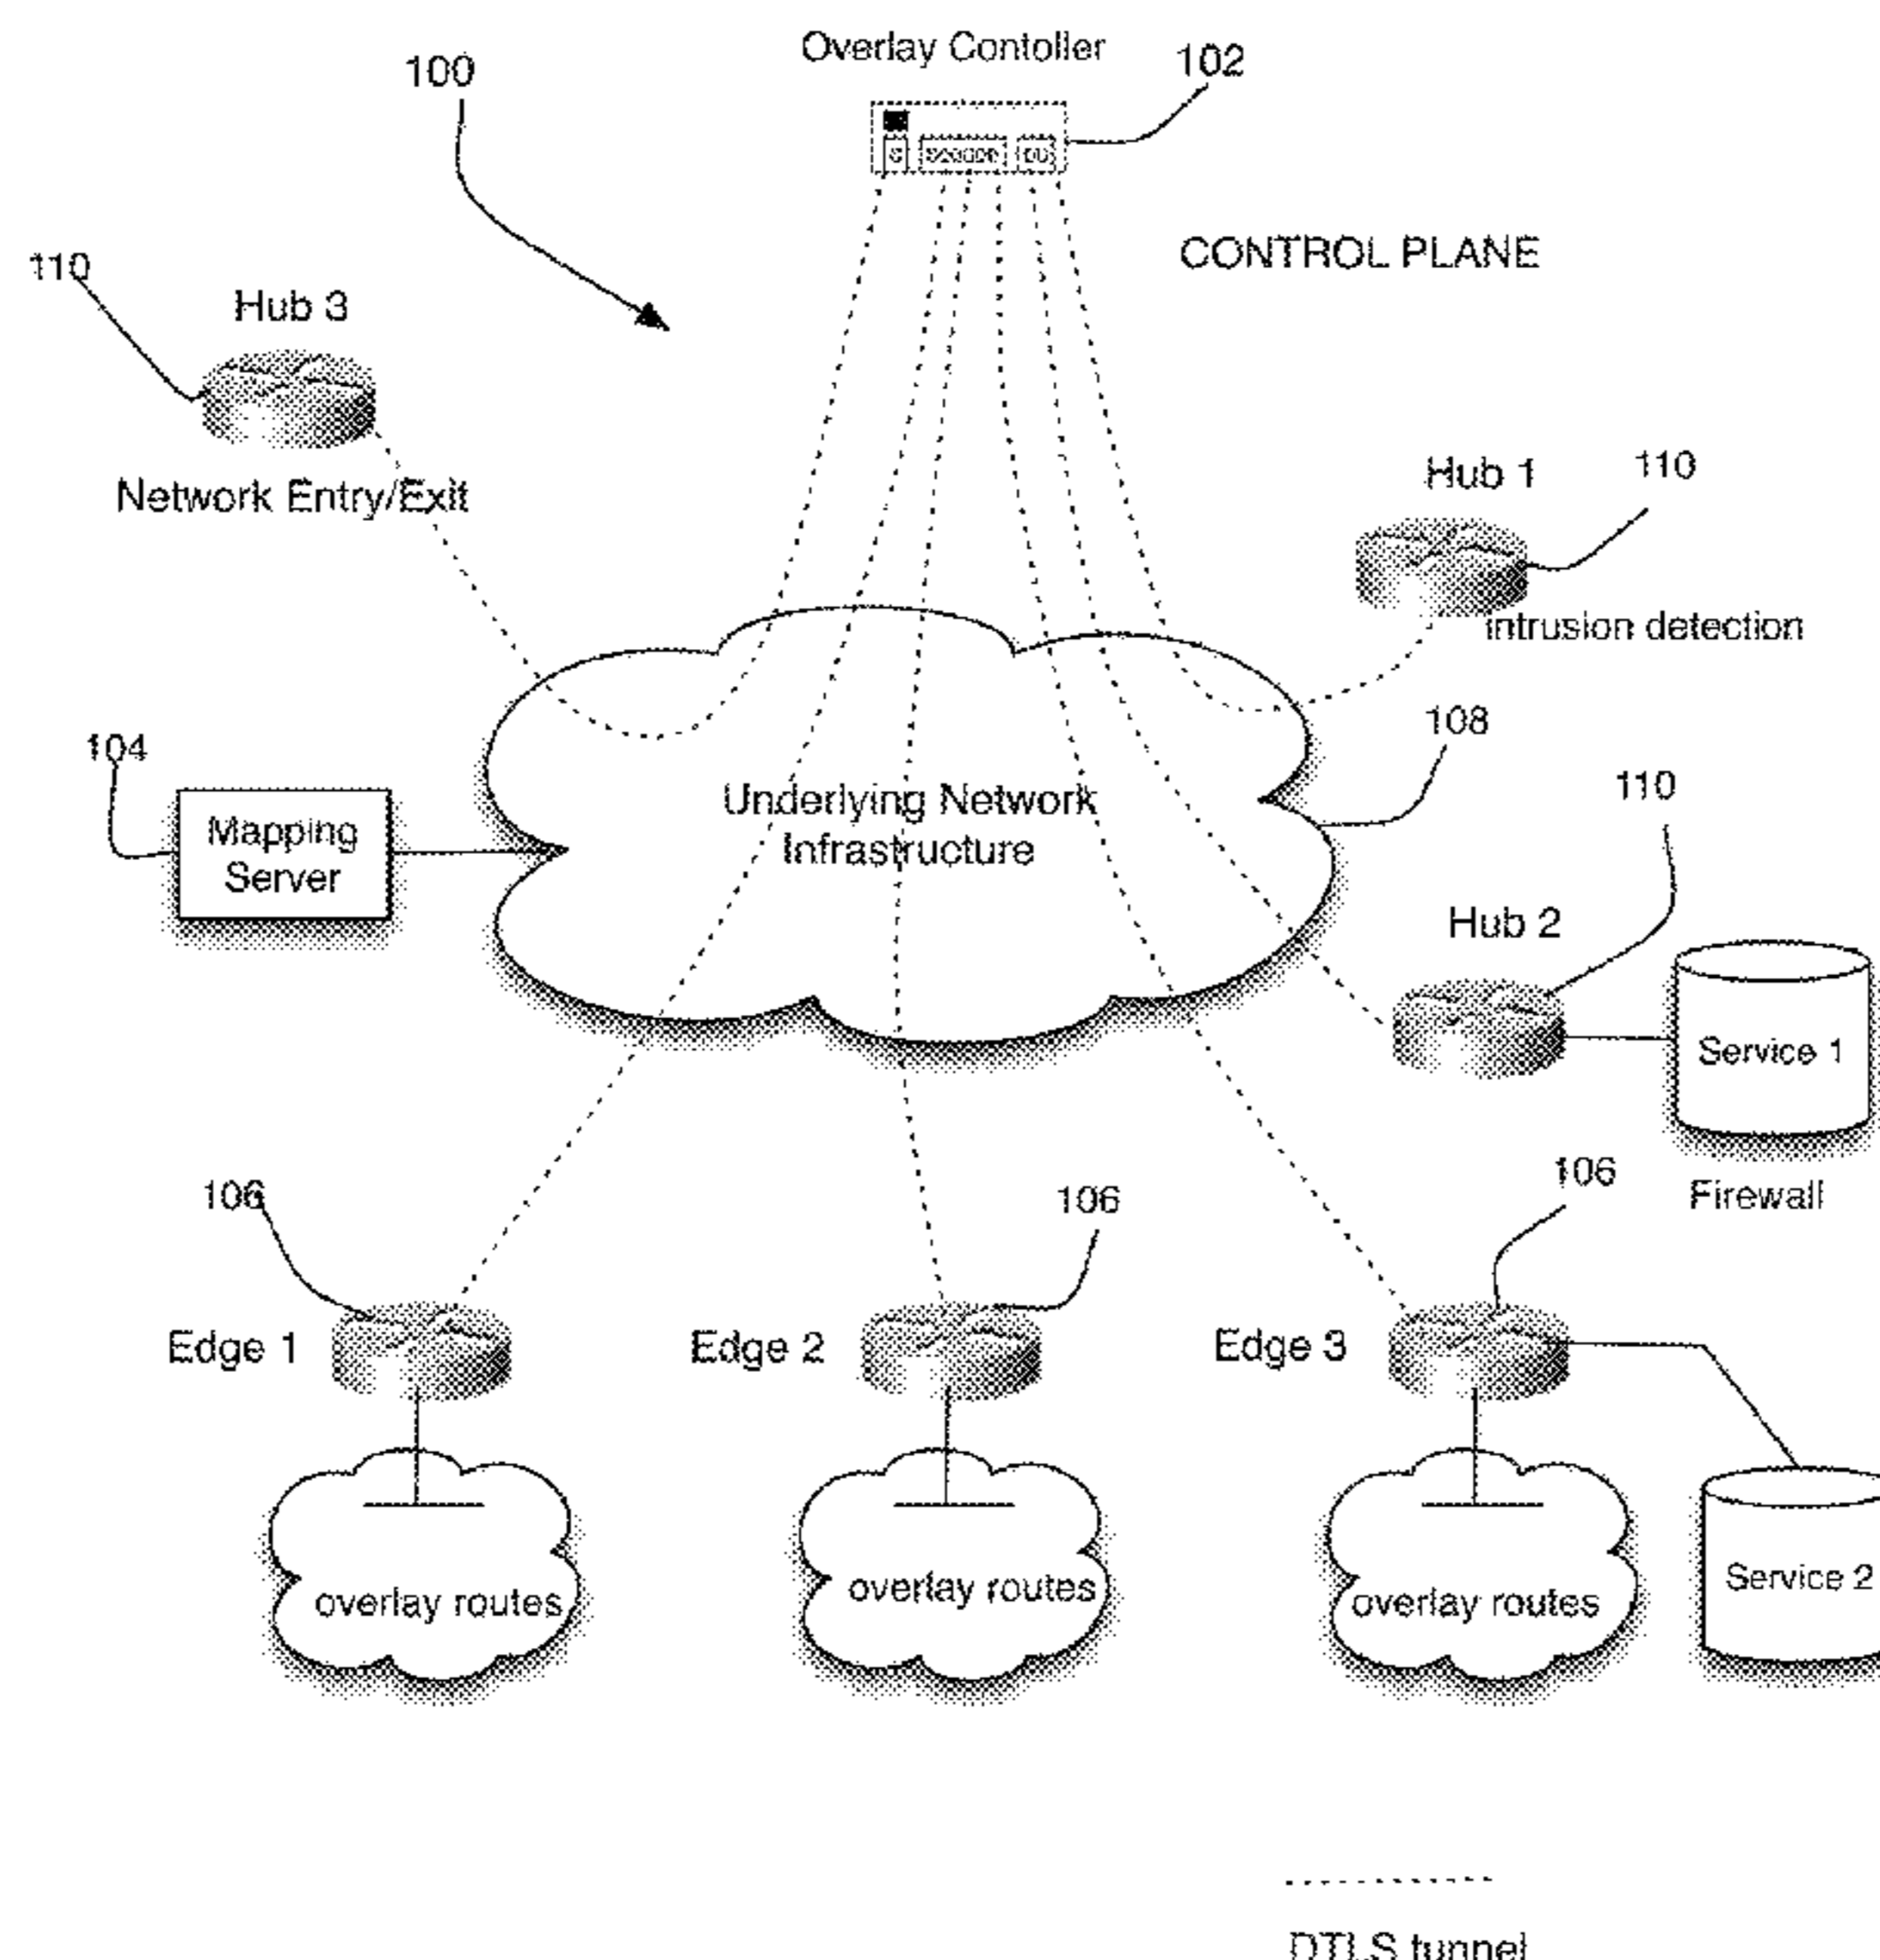 Overlay Contoller
102
100
CONTROL PLANE
110
Hub 3
Network Entry/Exit
Hub 1
110
intrusion detection
108
104
Mapping
Server
Underlying Network
Infrastructure
110
Hub 2
Service 1
Firewall
106
106
106
Edge 1
Edge 2
Edge 3
overlay routes
overlay routes
overlay routes
Service 2
DTLS tunnel